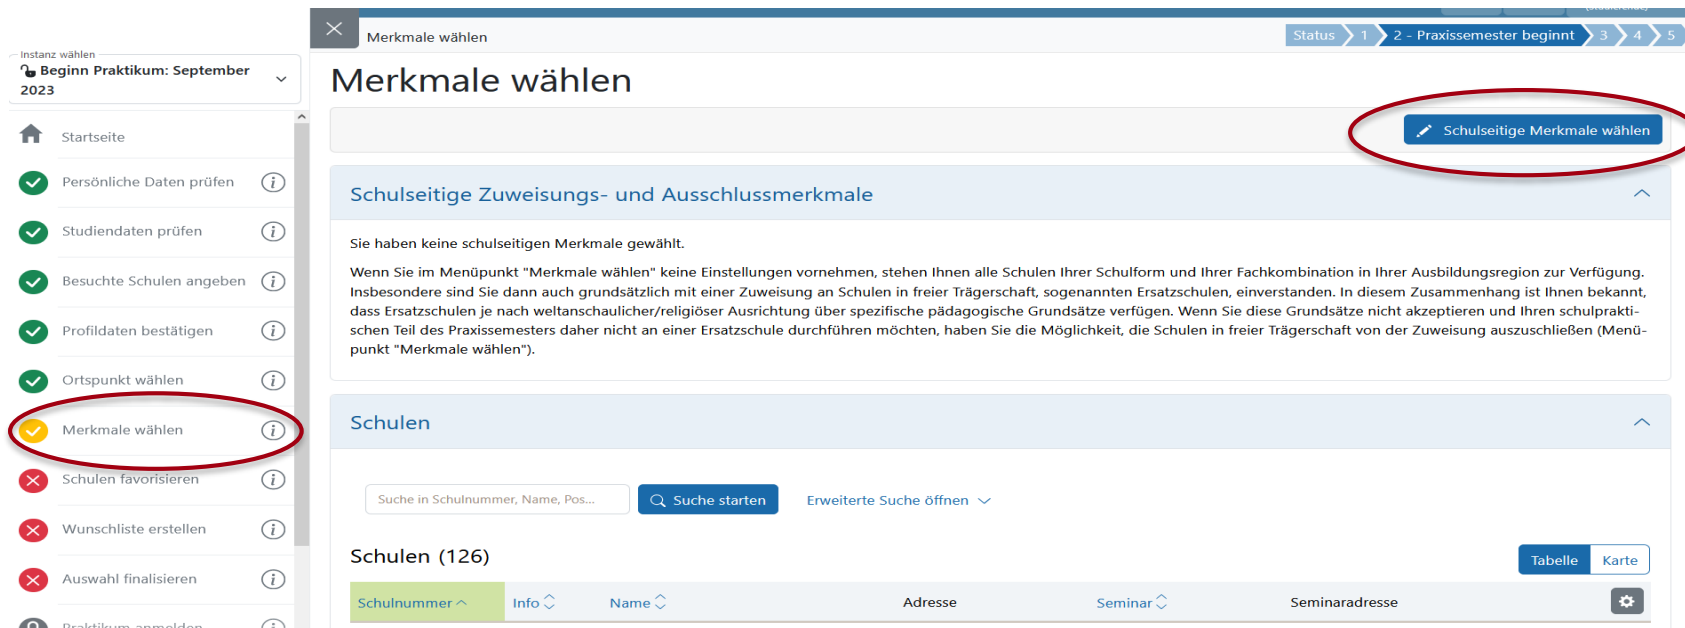 (Studierende)
Merkmale wählen
Status
1
2 - Praxissemester beginnt
3
4
5
Instanz wählen
Beginn Praktikum: September
2023
Startseite
Persönliche Daten prüfen
Studiendaten prüfen
Besuchte Schulen angeben
Profildaten bestätigen
Ortspunkt wählen
Merkmale wählen
Schulen favorisieren
Wunschliste erstellen
Auswahl finalisieren
Praktikum anmelden
Merkmale wählen
Schulseitige Merkmale wählen
Schulseitige Zuweisungs- und Ausschlussmerkmale
Sie haben keine schulseitigen Merkmale gewählt.
Wenn Sie im Menüpunkt "Merkmale wählen" keine Einstellungen vornehmen, stehen Ihnen alle Schulen Ihrer Schulform und Ihrer Fachkombination in Ihrer Ausbildungsregion zur Verfügung.
Insbesondere sind Sie dann auch grundsätzlich mit einer Zuweisung an Schulen in freier Trägerschaft, sogenannten Ersatzschulen, einverstanden. In diesem Zusammenhang ist Ihnen bekannt,
dass Ersatzschulen je nach weltanschaulicher/religiöser Ausrichtung über spezifische pädagogische Grundsätze verfügen. Wenn Sie diese Grundsätze nicht akzeptieren und Ihren schulprakti-
schen Teil des Praxissemesters daher nicht an einer Ersatzschule durchführen möchten, haben Sie die Möglichkeit, die Schulen in freier Trägerschaft von der Zuweisung auszuschließen (Menü-
punkt "Merkmale wählen").
Schulen
Suche in Schulnummer, Name, Pos...
Suche starten
Erweiterte Suche öffnen
Schulen (126)
Tabelle
Karte
Schulnummer
Info
Name
Adresse
Seminar
Seminaradresse